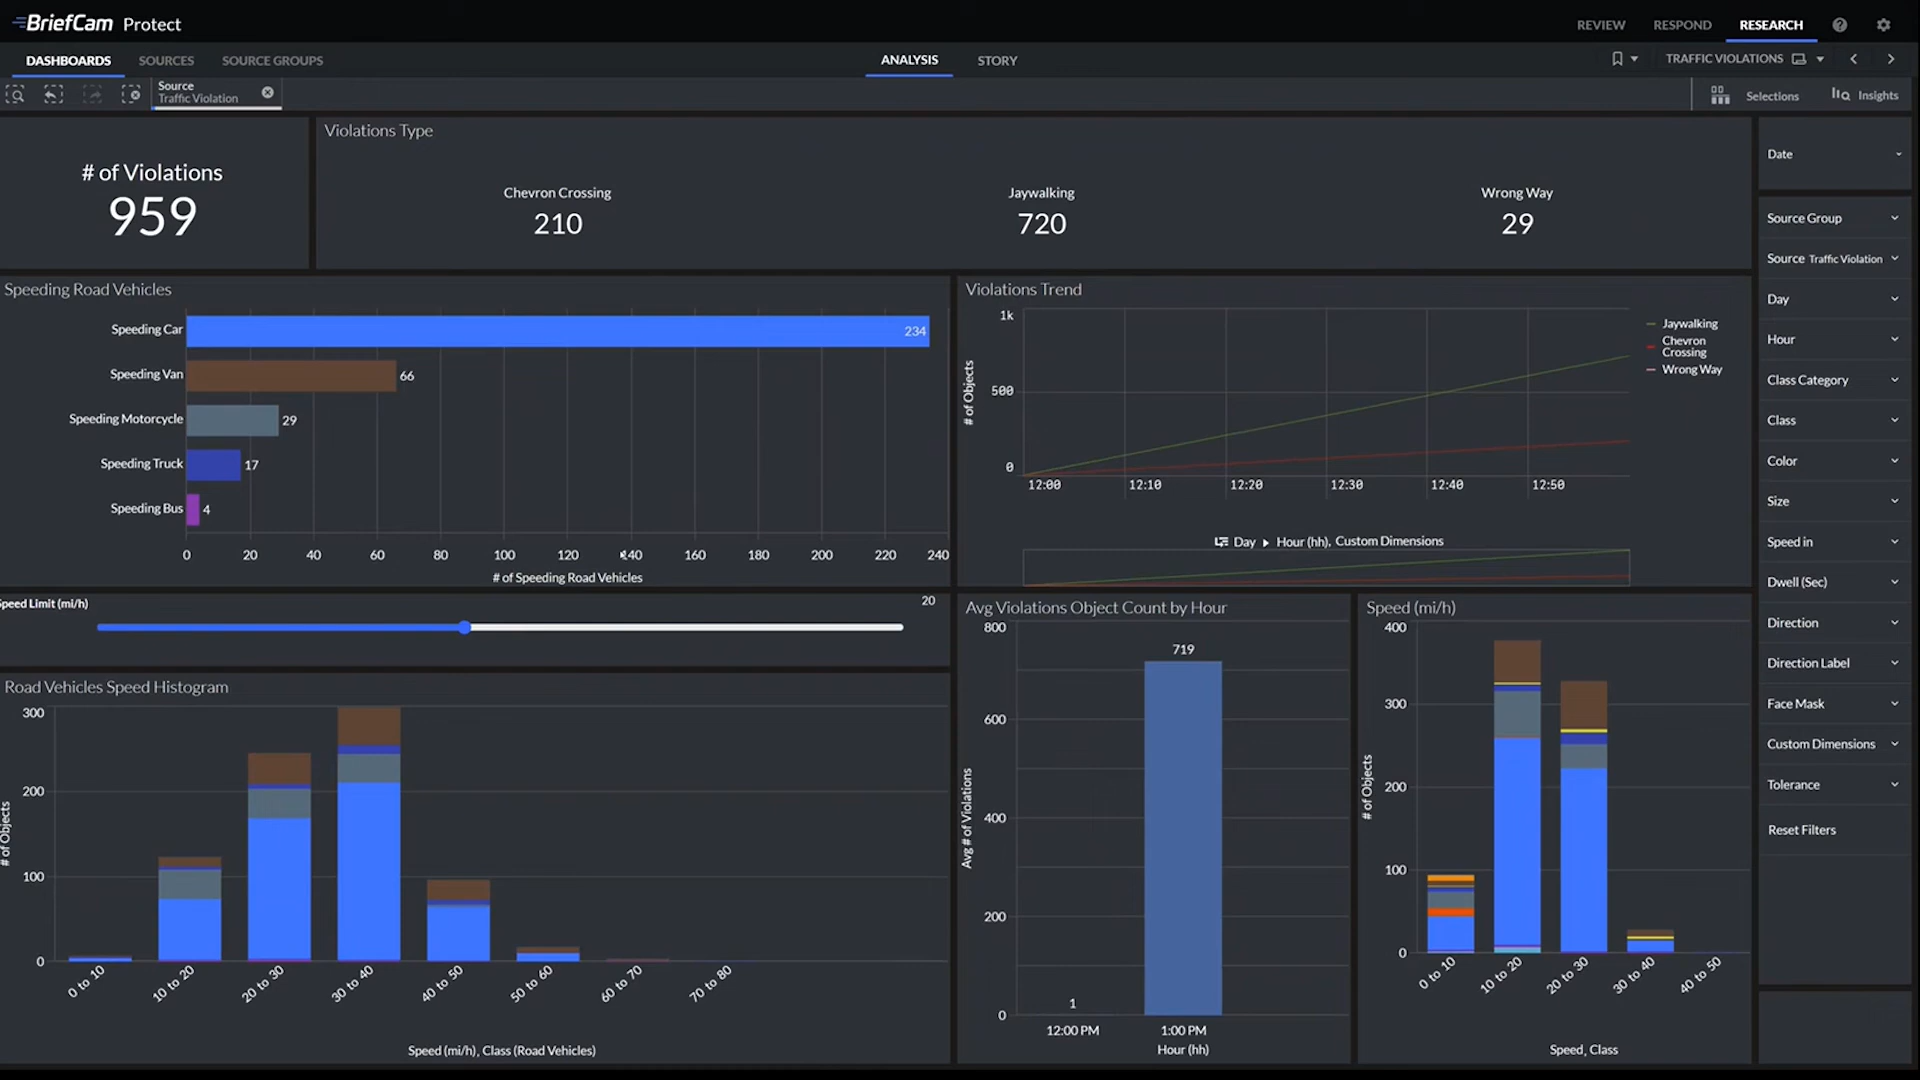 BriefCam Protect
REVIEW RESPOND RESEARCH
DASHBOARDS SOURCES SOURCE GROUPS
ANALYSIS STORY
TRAFFIC VIOLATIONS
Source
Traffic Violation
Selections
Insights
# of Violations
959
Violations Type
Chevron Crossing
210
Jaywalking
720
Wrong Way
29
Speeding Road Vehicles
Speeding Car 234
Speeding Van 66
Speeding Motorcycle 29
Speeding Truck 17
Speeding Bus 4
0 20 40 60 80 100 120 140 160 180 200 220 240
# of Speeding Road Vehicles
Violations Trend
1k
500
0
# of Objects
12:00 12:10 12:20 12:30 12:40 12:50
Jaywalking
Chevron
Crossing
Wrong Way
Day Hour (hh), Custom Dimensions
Speed Limit (mi/h)
20
Road Vehicles Speed Histogram
300
200
100
0
# of Objects
0 to 10 10 to 20 20 to 30 30 to 40 40 to 50 50 to 60 60 to 70 70 to 80
Speed (mi/h), Class (Road Vehicles)
Avg Violations Object Count by Hour
800
600
400
200
0
Avg # of Violations
719
1
12:00 PM 1:00 PM
Hour (hh)
Speed (mi/h)
400
300
200
100
0
# of Objects
0 to 10 10 to 20 20 to 30 30 to 40 40 to 50
Speed, Class
Date
Source Group
Source Traffic Violation
Day
Hour
Class Category
Class
Color
Size
Speed in
Dwell (Sec)
Direction
Direction Label
Face Mask
Custom Dimensions
Tolerance
Reset Filters